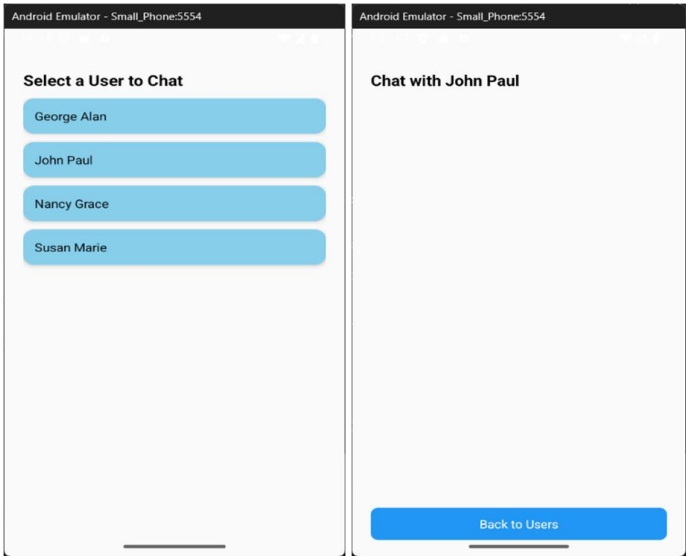 Android Emulator - Small_Phone:5554
Select a User to Chat
George Alan
John Paul
Nancy Grace
Susan Marie
Android Emulator - Small_Phone:5554
Chat with John Paul
Back to Users